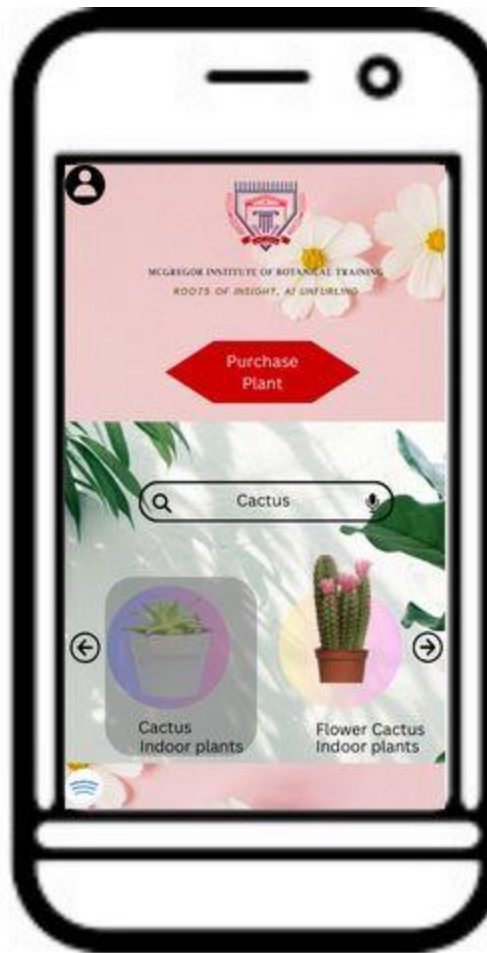 MCGREGOR INSTITUTE OF BOTANICAL TRAINING
ROOTS OF INSIGHT, AI UNFURLING
Purchase
Plant
Cactus
Cactus
Indoor plants
Flower Cactus
Indoor plants